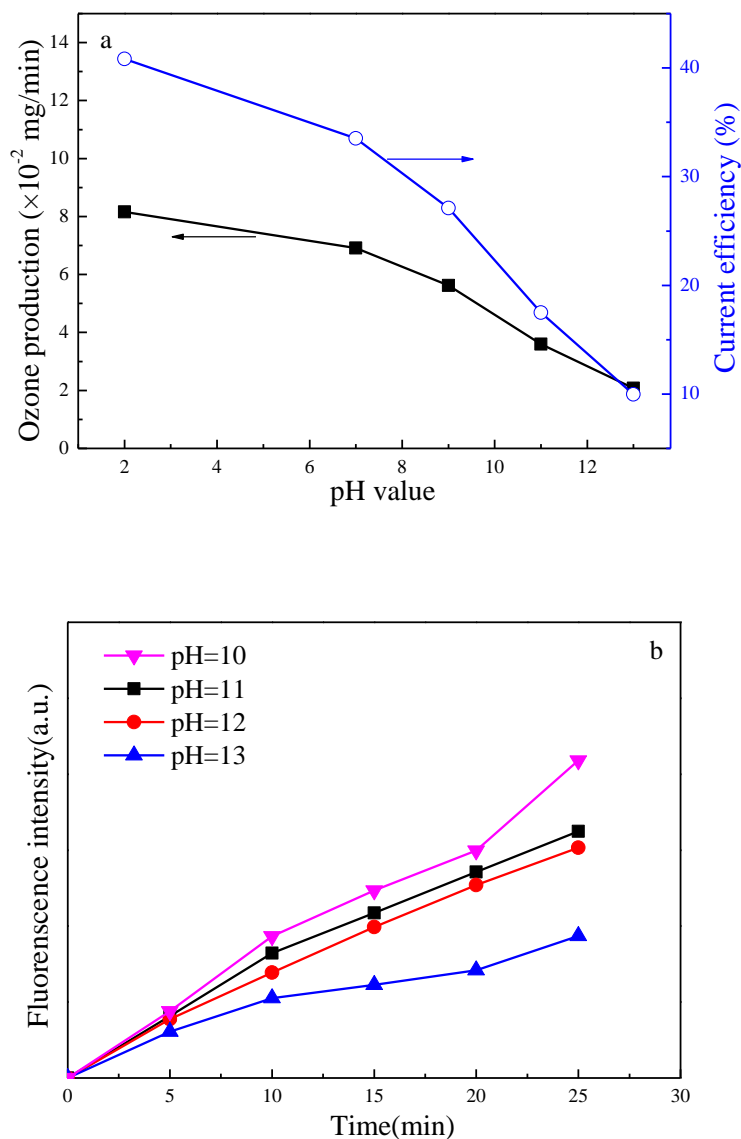 a
14
12
10
8
6
4
2
0
40
30
20
10
2
4
6
8
10
12
Ozone production (×10⁻² mg/min)
Current efficiency (%)
pH value
b
pH=10
pH=11
pH=12
pH=13
Fluorenscence intensity(a.u.)
0
5
10
15
20
25
30
Time(min)